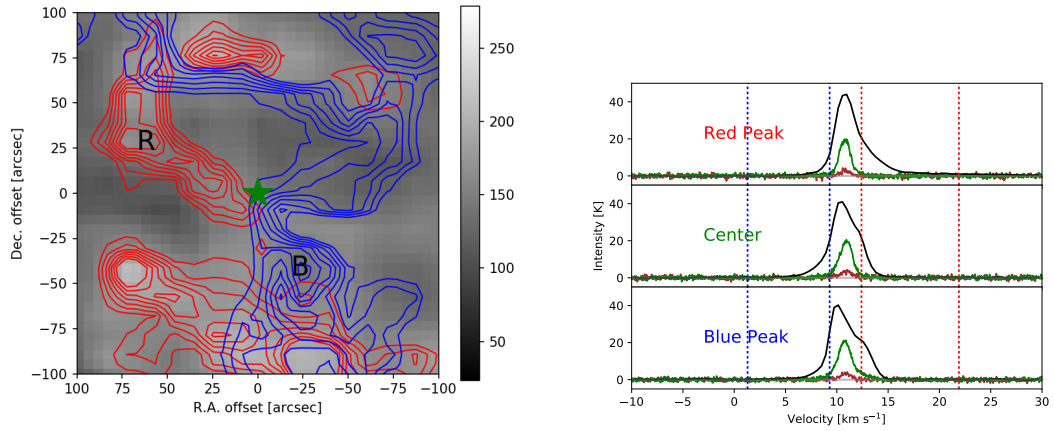 100
75
50
25
0
−25
−50
−75
−100
Dec. offset [arcsec]
R
B
100 75 50 25 0 −25 −50 −75 −100
R.A. offset [arcsec]
250
200
150
100
50
40
20
0
Red Peak
40
20
0
Center
40
20
0
Blue Peak
Intensity [K]
−10 −5 0 5 10 15 20 25 30
Velocity [km s⁻¹]